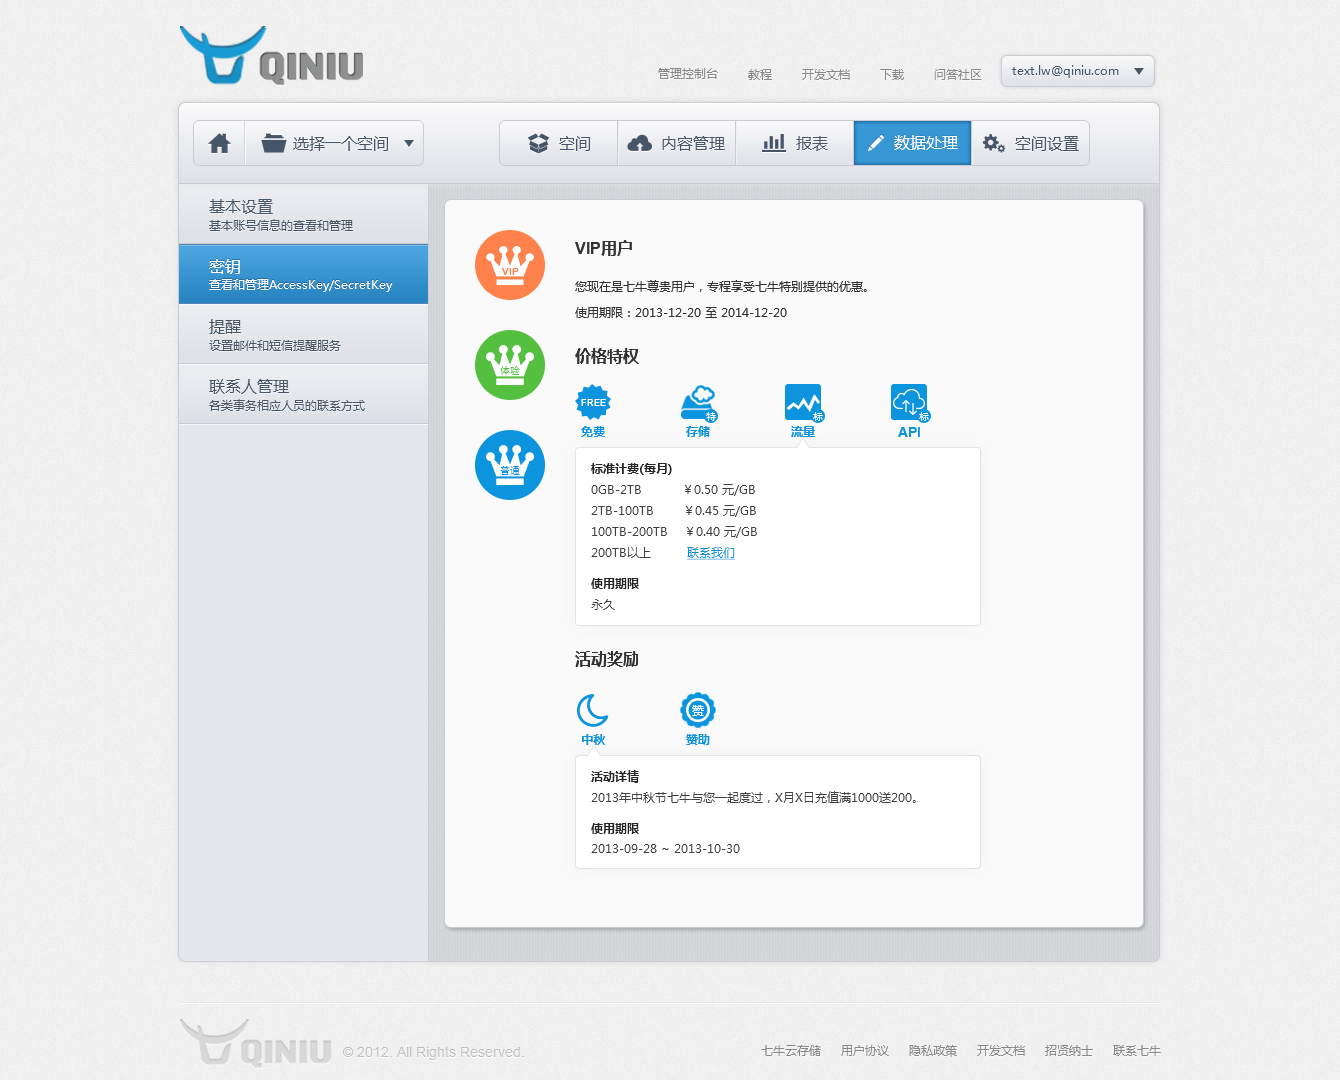 QINIU
管理控制台 教程 开发文档 下载 问答社区 text.lw@qiniu.com
选择一个空间 空间 内容管理 报表 数据处理 空间设置
基本设置
基本账号信息的查看和管理
密钥
查看和管理AccessKey/SecretKey
提醒
设置邮件和短信提醒服务
联系人管理
各类事务相应人员的联系方式
VIP
体验
普通
VIP用户
您现在是七牛尊贵用户，专程享受七牛特别提供的优惠。
使用期限：2013-12-20 至 2014-12-20
价格特权
FREE 特 标 标
免费 存储 流量 API
标准计费(每月)
0GB-2TB ￥0.50 元/GB
2TB-100TB ￥0.45 元/GB
100TB-200TB ￥0.40 元/GB
200TB以上 联系我们
使用期限
永久
活动奖励
赞
中秋 赞助
活动详情
2013年中秋节七牛与您一起度过，X月X日充值满1000送200。
使用期限
2013-09-28 ~ 2013-10-30
QINIU © 2012. All Rights Reserved.
七牛云存储 用户协议 隐私政策 开发文档 招贤纳士 联系七牛